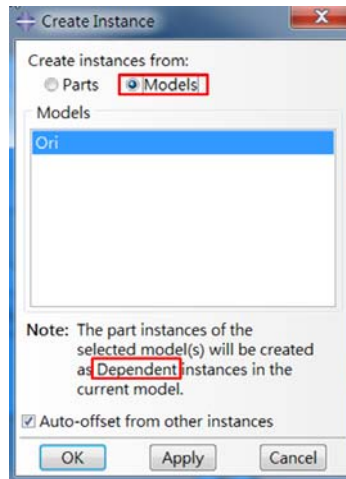 Create Instance
Create instances from:
Parts Models
Models
Ori
Note: The part instances of the
selected model(s) will be created
as Dependent instances in the
current model.
Auto-offset from other instances
OK Apply Cancel